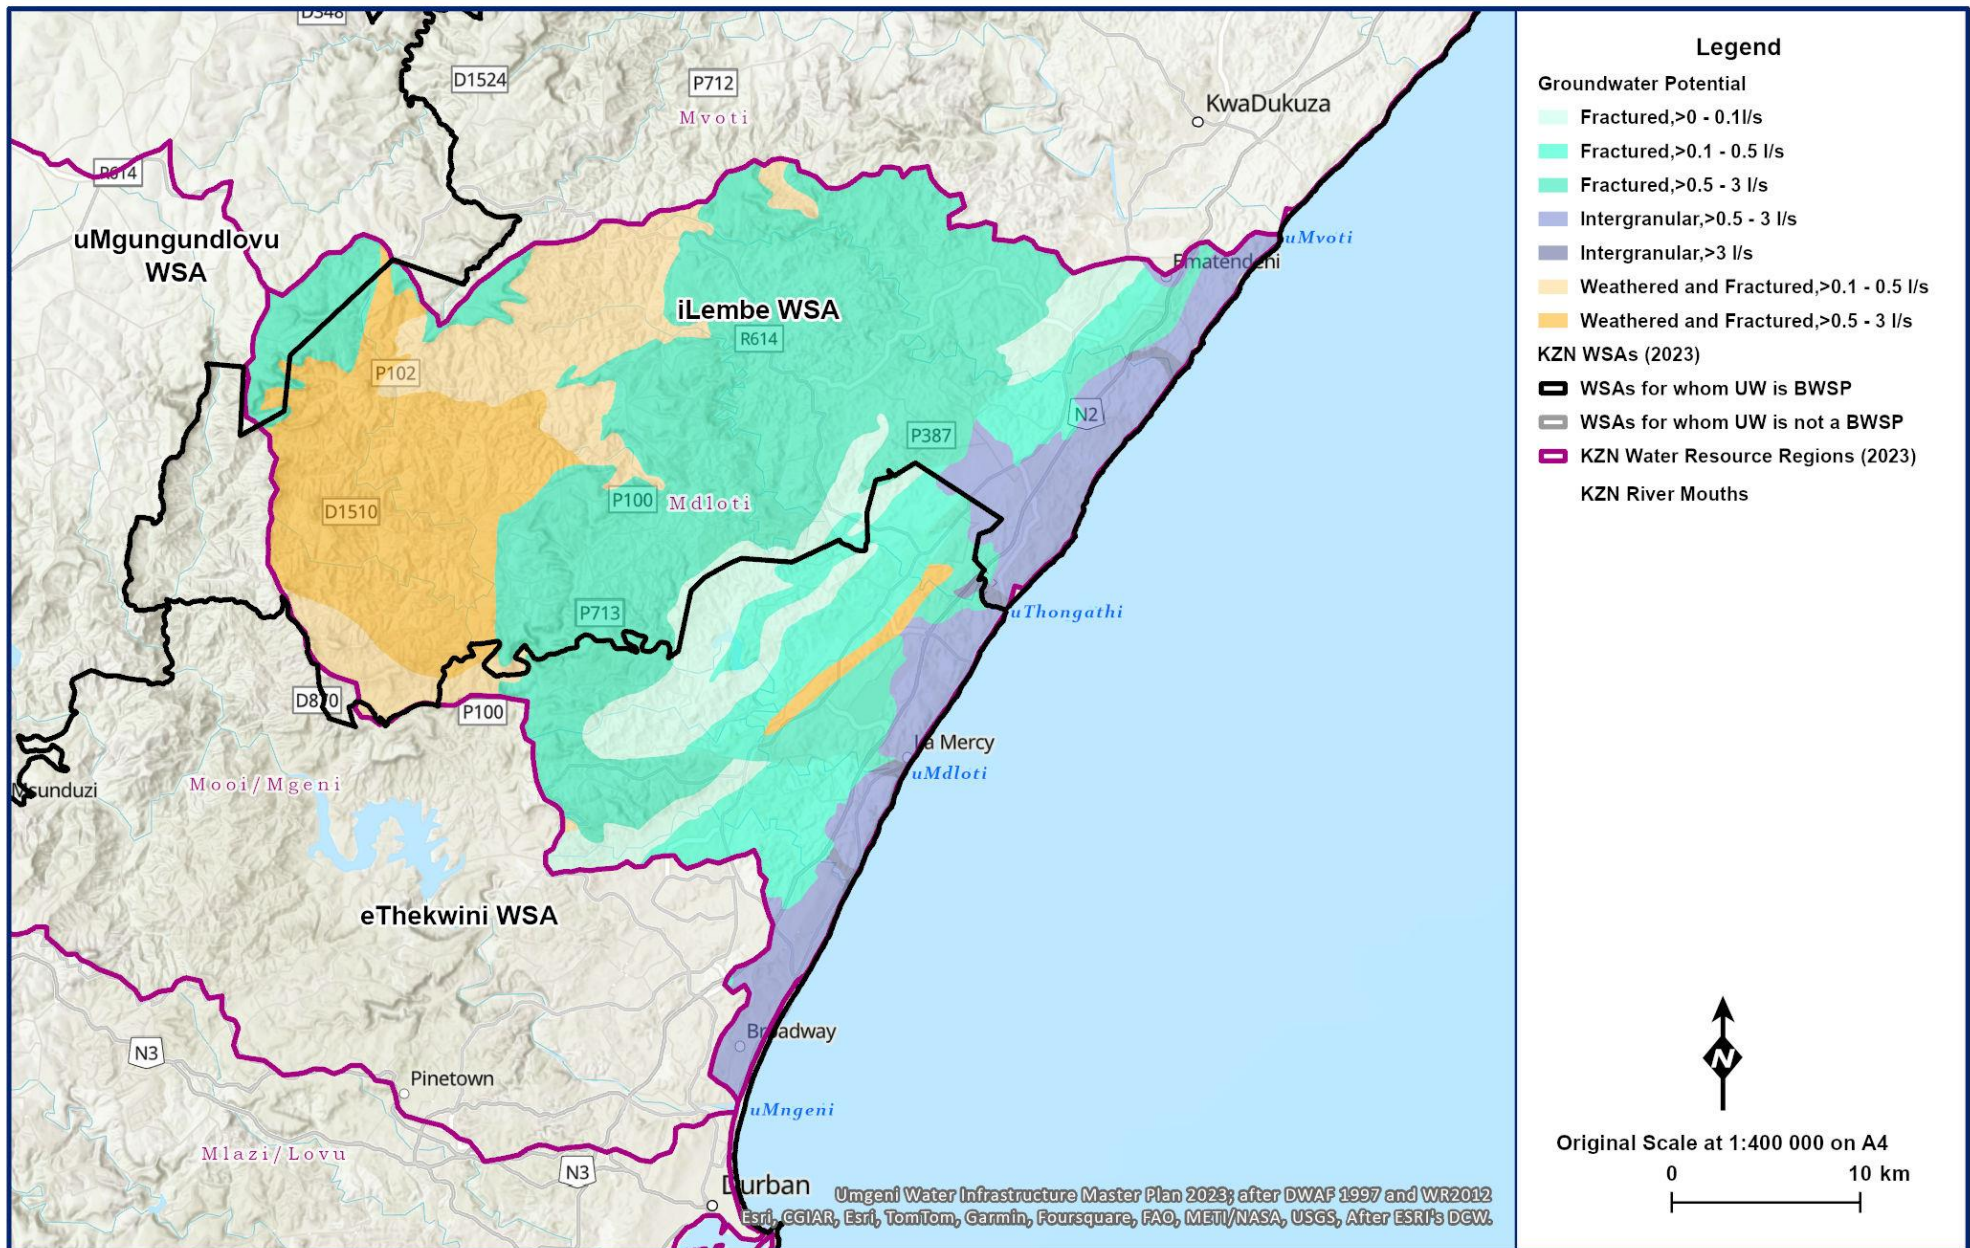 D348
D1524
P712
Mvoti
KwaDukuza
R614
uMgungundlovu
WSA
uMvoti
Ematendeni
iLembe WSA
R614
P102
N2
P387
D1510
P100
Mdloti
P713
uThongathi
D870
P100
La Mercy
uMdloti
Mooi/Mgeni
Msunduzi
eThekwini WSA
Broadway
N3
Pinetown
uMngeni
Mlazi/Lovu
N3
Durban
Umgeni Water Infrastructure Master Plan 2023; after DWAF 1997 and WR2012
Esri, CGIAR, Esri, TomTom, Garmin, Foursquare, FAO, METI/NASA, USGS, After ESRI's DCW.
Legend
Groundwater Potential
Fractured,>0 - 0.1l/s
Fractured,>0.1 - 0.5 l/s
Fractured,>0.5 - 3 l/s
Intergranular,>0.5 - 3 l/s
Intergranular,>3 l/s
Weathered and Fractured,>0.1 - 0.5 l/s
Weathered and Fractured,>0.5 - 3 l/s
KZN WSAs (2023)
WSAs for whom UW is BWSP
WSAs for whom UW is not a BWSP
KZN Water Resource Regions (2023)
KZN River Mouths
N
Original Scale at 1:400 000 on A4
0 10 km